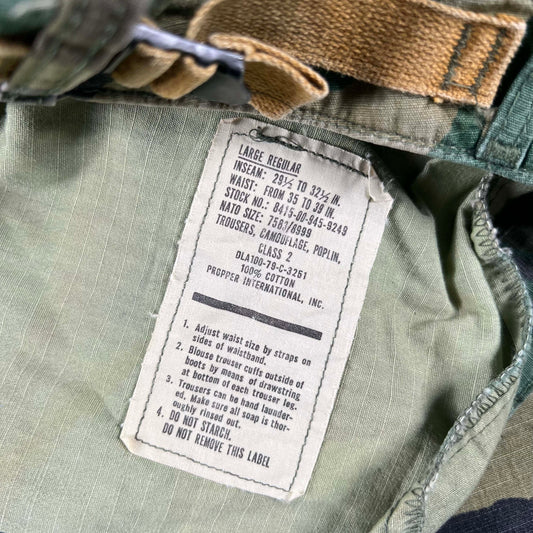 LARGE REGULAR
INSEAM: 29½ TO 32½ IN.
WAIST: FROM 35 TO 39 IN.
STOCK NO.: 8415-00-945-9249
NATO SIZE: 7583/8999
TROUSERS, CAMOUFLAGE, POPLIN,
CLASS 2
DLA100-79-C-3261
100% COTTON
PROPPER INTERNATIONAL, INC.
1. Adjust waist size by straps on
sides of waistband.
2. Blouse trouser cuffs outside of
boots by means of drawstring
at bottom of each trouser leg.
3. Trousers can be hand launder-
ed. Make sure all soap is thor-
oughly rinsed out.
4. DO NOT STARCH.
DO NOT REMOVE THIS LABEL